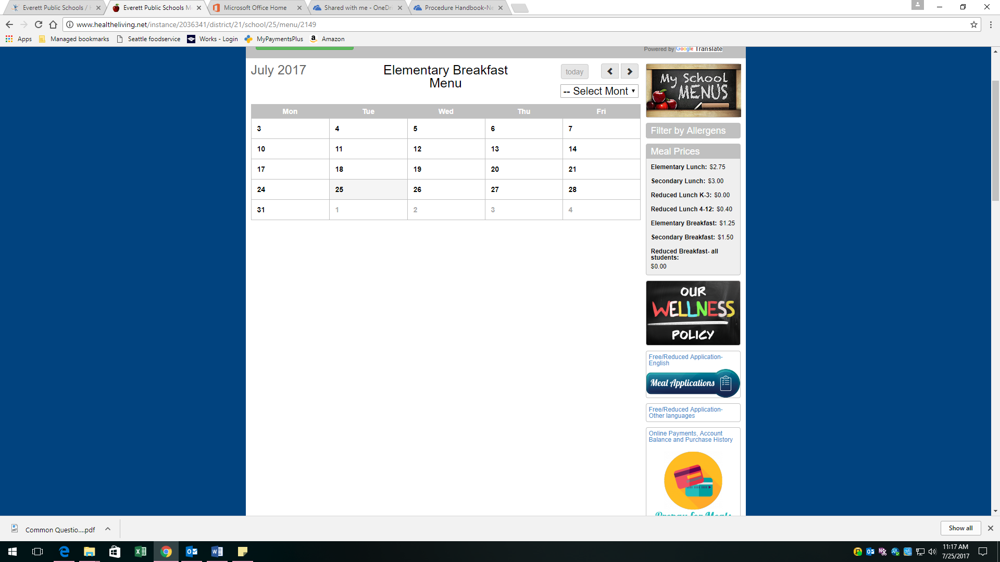 Everett Public Schools /
Everett Public Schools M
Microsoft Office Home
Shared with me - OneDri
Procedure Handbook-Ne
www.healtheliving.net/instance/2036341/district/21/school/25/menu/2149
Apps
Managed bookmarks
Seattle foodservice
Works - Login
MyPaymentsPlus
a
Amazon
Powered by Google Translate
July 2017
Elementary Breakfast
Menu
today
-- Select Mont
Mon Tue Wed Thu Fri
3 4 5 6 7
10 11 12 13 14
17 18 19 20 21
24 25 26 27 28
31 1 2 3 4
My School
MENUS
Filter by Allergens
Meal Prices
Elementary Lunch: $2.75
Secondary Lunch: $3.00
Reduced Lunch K-3: $0.00
Reduced Lunch 4-12: $0.40
Elementary Breakfast: $1.25
Secondary Breakfast: $1.50
Reduced Breakfast- all
students:
$0.00
OUR
WELLNESS
POLICY
Free/Reduced Application-
English
Meal Applications
Free/Reduced Application-
Other languages
Online Payments, Account
Balance and Purchase History
Prepay for Meals
Common Questio....pdf
Show all
11:17 AM
7/25/2017